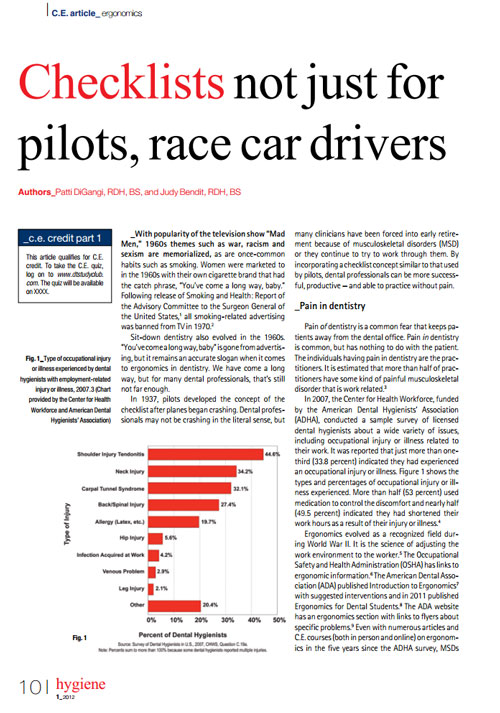 C.E. article_ ergonomics
Checklists not just for
pilots, race car drivers
Authors_Patti DiGangi, RDH, BS, and Judy Bendit, RDH, BS
_c.e. credit part 1
This article qualifies for C.E.
credit. To take the C.E. quiz,
log on to www.dtstudyclub.
com. The quiz will be available
on XXXX.
Fig. 1_Type of occupational injury
or illness experienced by dental
hygienists with employment-related
injury or illness, 2007.3 (Chart
provided by the Center for Health
Workforce and American Dental
Hygienists' Association)
_With popularity of the television show "Mad
Men," 1960s themes such as war, racism and
sexism are memorialized, as are once-common
habits such as smoking. Women were marketed to
in the 1960s with their own cigarette brand that had
the catch phrase, "You've come a long way, baby."
Following release of Smoking and Health: Report of
the Advisory Committee to the Surgeon General of
the United States,¹ all smoking-related advertising
was banned from TV in 1970.²
Sit-down dentistry also evolved in the 1960s.
"You've come a long way, baby" is gone from advertis-
ing, but it remains an accurate slogan when it comes
to ergonomics in dentistry. We have come a long
way, but for many dental professionals, that's still
not far enough.
In 1937, pilots developed the concept of the
checklist after planes began crashing. Dental profes-
sionals may not be crashing in the literal sense, but
many clinicians have been forced into early retire-
ment because of musculoskeletal disorders (MSD)
or they continue to try to work through them. By
incorporating a checklist concept similar to that used
by pilots, dental professionals can be more success-
ful, productive — and able to practice without pain.
_Pain in dentistry
Pain of dentistry is a common fear that keeps pa-
tients away from the dental office. Pain in dentistry
is common, but has nothing to do with the patient.
The individuals having pain in dentistry are the prac-
titioners. It is estimated that more than half of prac-
titioners have some kind of painful musculoskeletal
disorder that is work related.³
In 2007, the Center for Health Workforce, funded
by the American Dental Hygienists' Association
(ADHA), conducted a sample survey of licensed
dental hygienists about a wide variety of issues,
including occupational injury or illness related to
their work. It was reported that just more than one-
third (33.8 percent) indicated they had experienced
an occupational injury or illness. Figure 1 shows the
types and percentages of occupational injury or ill-
ness experienced. More than half (53 percent) used
medication to control the discomfort and nearly half
(49.5 percent) indicated they had shortened their
work hours as a result of their injury or illness.⁴
Ergonomics evolved as a recognized field dur-
ing World War II. It is the science of adjusting the
work environment to the worker.⁵ The Occupational
Safety and Health Administration (OSHA) has links to
ergonomic information.⁶ The American Dental Asso-
ciation (ADA) published Introduction to Ergonomics⁷
with suggested interventions and in 2011 published
Ergonomics for Dental Students.⁸ The ADA website
has an ergonomics section with links to flyers about
specific problems.⁹ Even with numerous articles and
C.E. courses (both in person and online) on ergonom-
ics in the five years since the ADHA survey, MSDs
Type of Injury
Shoulder Injury Tendonitis 44.6%
Neck Injury 34.2%
Carpal Tunnel Syndrome 32.1%
Back/Spinal Injury 27.4%
Allergy (Latex, etc.) 19.7%
Hip Injury 5.6%
Infection Acquired at Work 4.2%
Venous Problem 2.9%
Leg Injury 2.1%
Other 20.4%
0% 10% 20% 30% 40% 50%
Percent of Dental Hygienists
Fig. 1
Source: Survey of Dental Hygienists in U.S., 2007, CHWS, Question C.19a.
Note: Percents sum to more than 100% because some dental hygienists reported multiple injuries.
10 | hygiene
1_2012